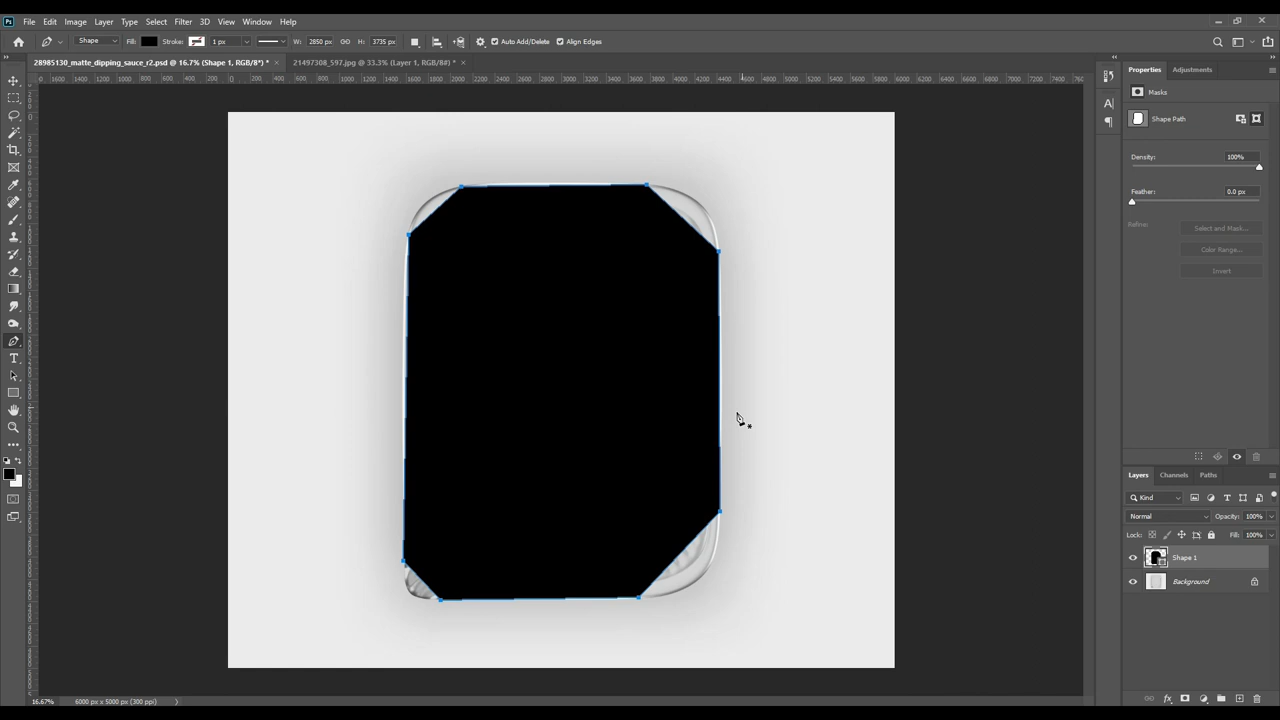 Ps File Edit Image Layer Type Select Filter 3D View Window Help
Shape Fill: Stroke: 1 px W: 2850 px H: 3735 px Auto Add/Delete Align Edges
28985130_matte_dipping_sauce_r2.psd @ 16.7% (Shape 1, RGB/8*) * × 21497308_597.jpg @ 33.3% (Layer 1, RGB/8#) * ×
Properties Adjustments
Masks
Shape Path
Density: 100%
Feather: 0.0 px
Refine: Select and Mask...
Color Range...
Invert
Layers Channels Paths
Kind
Normal Opacity: 100%
Lock: Fill: 100%
Shape 1
Background
16.67% 6000 px x 5000 px (300 ppi)